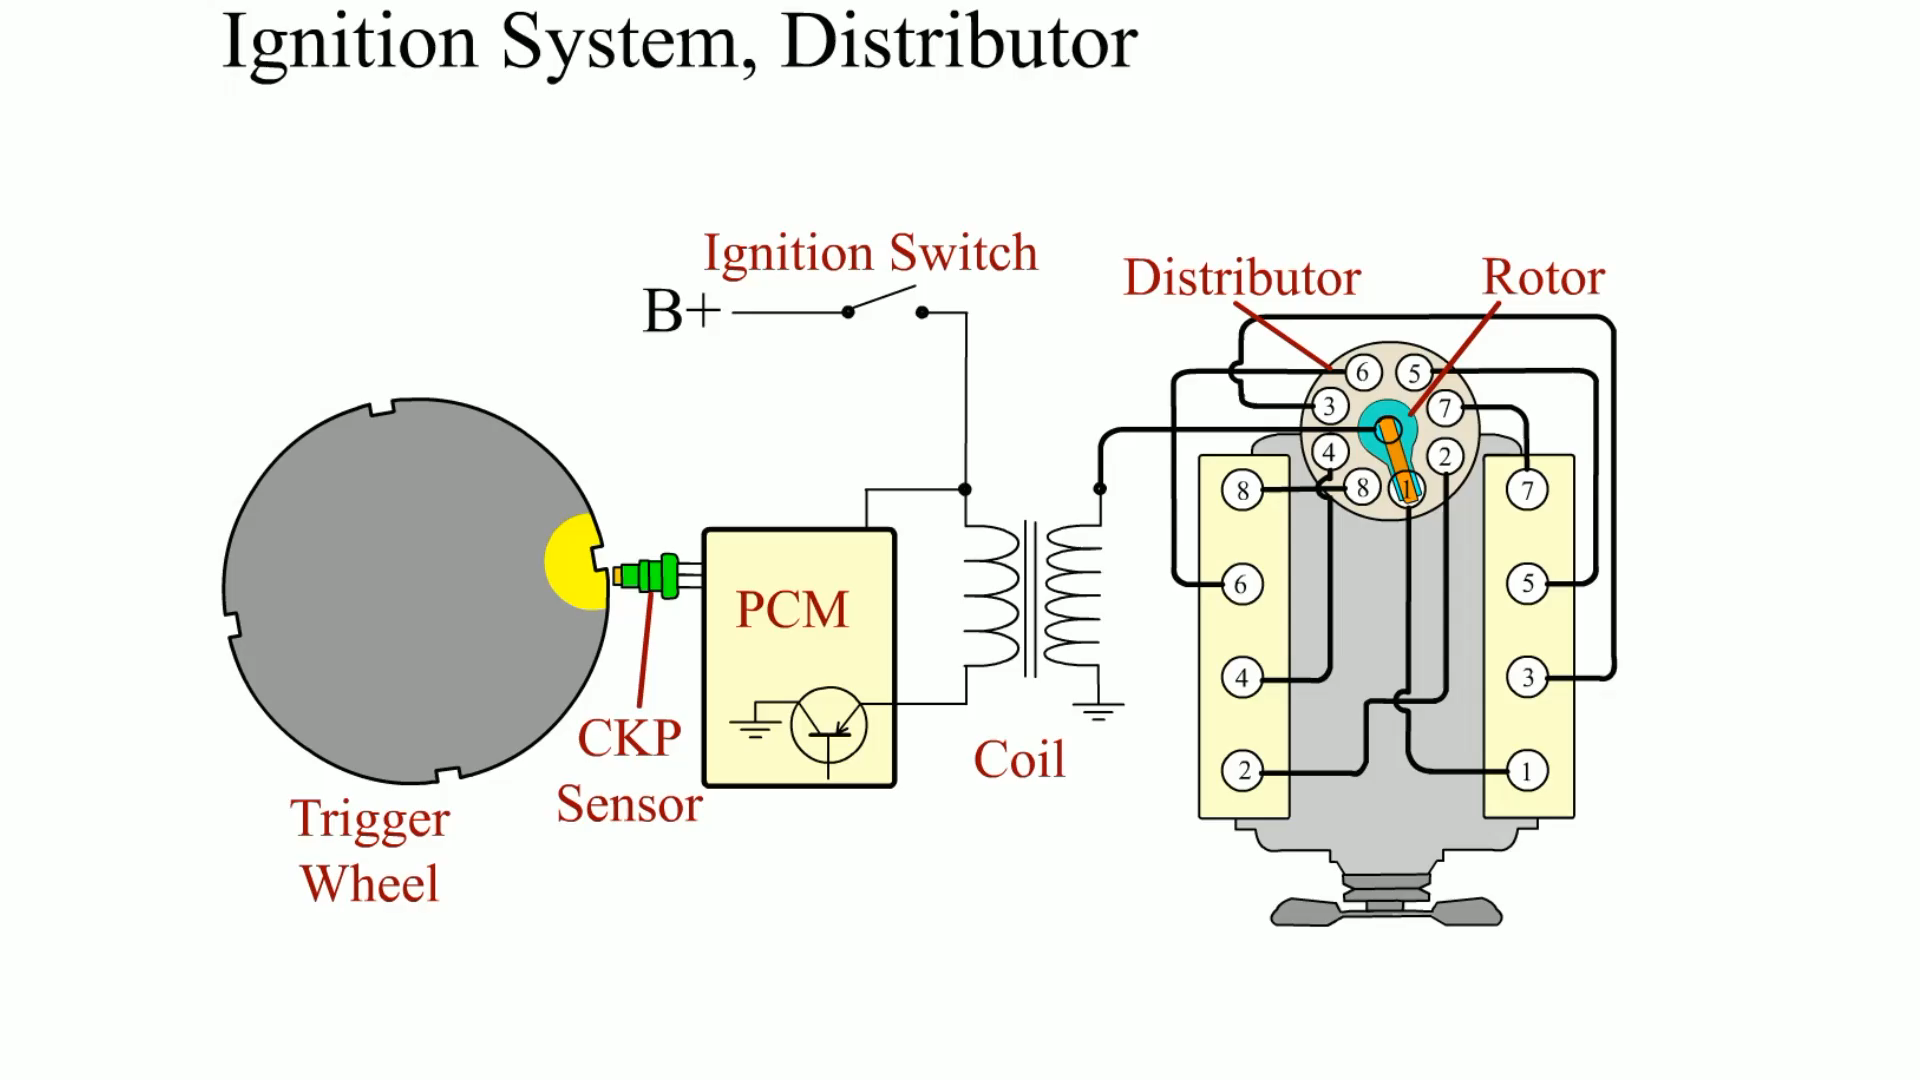 Ignition System, Distributor
Ignition Switch
B+
Distributor
Rotor
6 5
3 7
4 2
8 1
8 7
6 5
4 3
2 1
PCM
CKP
Sensor
Coil
Trigger
Wheel